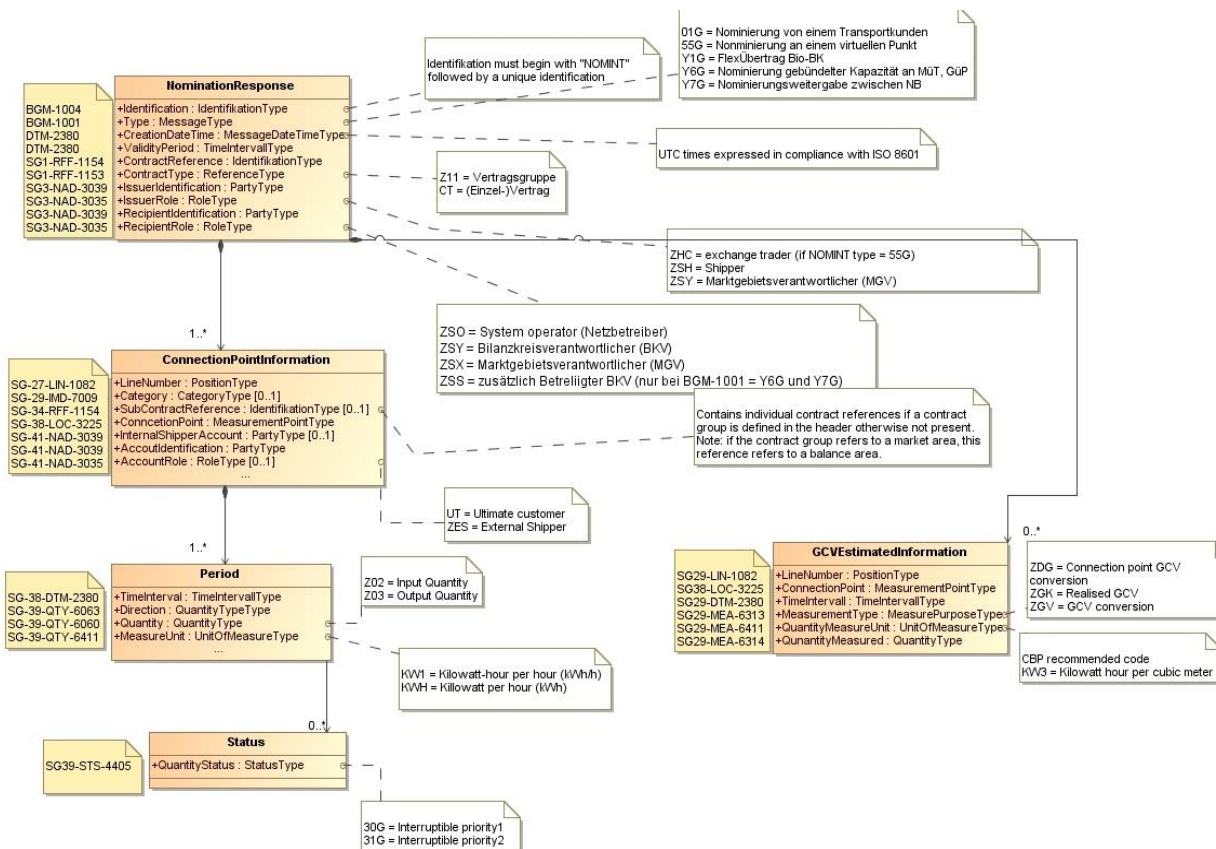 01G = Nominierung von einem Transportkunden
55G = Nonminierung an einem virtuellen Punkt
Y1G = FlexÜbertrag Bio-BK
Y6G = Nominierung gebündelter Kapazität an MüT, GüP
Y7G = Nominierungsweitergabe zwischen NB
Identifikation must begin with "NOMINT"
followed by a unique identification
NominationResponse
BGM-1004
BGM-1001
DTM-2380
DTM-2380
SG1-RFF-1154
SG1-RFF-1153
SG3-NAD-3039
SG3-NAD-3035
SG3-NAD-3039
SG3-NAD-3035
+Identification : IdentifikationType
+Type : MessageType
+CreationDateTime : MessageDateTimeType
+ValidityPeriod : TimeIntervallType
+ContractReference : IdentifikationType
+ContractType : ReferenceType
+IssuerIdentification : PartyType
+IssuerRole : RoleType
+RecipientIdentification : PartyType
+RecipientRole : RoleType
UTC times expressed in compliance with ISO 8601
Z11 = Vertragsgruppe
CT = (Einzel-)Vertrag
ZHC = exchange trader (if NOMINT type = 55G)
ZSH = Shipper
ZSY = Marktgebietsverantwortlicher (MGV)
ZSO = System operator (Netzbetreiber)
ZSY = Bilanzkreisverantwortlicher (BKV)
ZSX = Marktgebietsverantwortlicher (MGV)
ZSS = zusätzlich Betreliigter BKV (nur bei BGM-1001 = Y6G und Y7G)
1..*
ConnectionPointInformation
SG-27-LIN-1082
SG-29-IMD-7009
SG-34-RFF-1154
SG-38-LOC-3225
SG-41-NAD-3039
SG-41-NAD-3039
SG-41-NAD-3035
+LineNumber : PositionType
+Category : CategoryType [0..1]
+SubContractReference : IdentifikationType [0..1]
+ConncetionPoint : MeasurementPointType
+InternalShipperAccount : PartyType [0..1]
+AccoutIdentification : PartyType
+AccountRole : RoleType [0..1]
...
Contains individual contract references if a contract
group is defined in the header otherwise not present.
Note: if the contract group refers to a market area, this
reference refers to a balance area.
UT = Ultimate customer
ZES = External Shipper
1..*
Period
SG-38-DTM-2380
SG-39-QTY-6063
SG-39-QTY-6060
SG-39-QTY-6411
+TimeInterval : TimeIntervallType
+Direction : QuantityTypeType
+Quantity : QuantityType
+MeasureUnit : UnitOfMeasureType
...
Z02 = Input Quantity
Z03 = Output Quantity
KW1 = Kilowatt-hour per hour (kWh/h)
KWH = Killowatt per hour (kWh)
0..*
GCVEstimatedInformation
SG29-LIN-1082
SG38-LOC-3225
SG29-DTM-2380
SG29-MEA-6313
SG29-MEA-6411
SG29-MEA-6314
+LineNumber : PositionType
+ConnectionPoint : MeasurementPointType
+TimeIntervall : TimeIntervallType
+MeasurementType : MeasurePurposeType
+QuantityMeasureUnit : UnitOfMeasureType
+QunantityMeasured : QuantityType
ZDG = Connection point GCV
conversion
ZGK = Realised GCV
ZGV = GCV conversion
CBP recommended code
KW3 = Kilowatt hour per cubic meter
0..*
Status
SG39-STS-4405
+QuantityStatus : StatusType
30G = Interruptible priority1
31G = Interruptible priority2